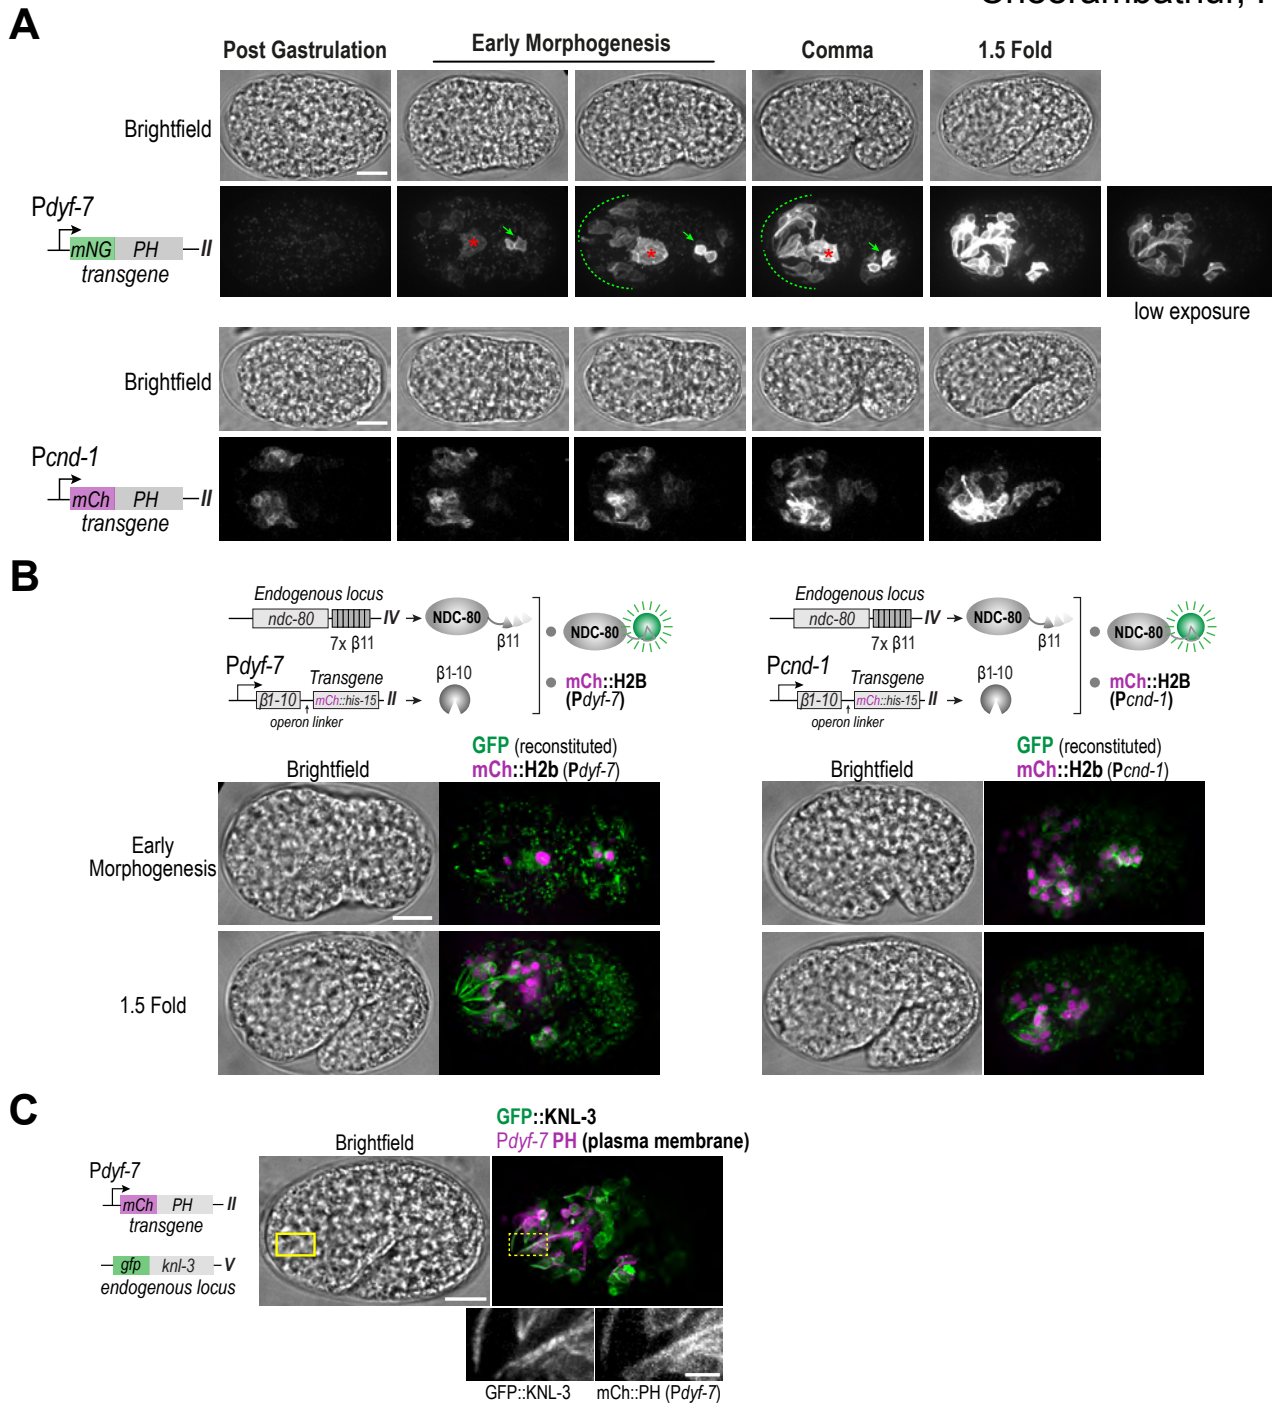 A
Post Gastrulation
Early Morphogenesis
Comma
1.5 Fold
Brightfield
Pdyf-7
mNG PH II
transgene
low exposure
Brightfield
Pcnd-1
mCh PH II
transgene
B
Endogenous locus
ndc-80 IV
7x β11
NDC-80
β11
NDC-80
Pdyf-7
Transgene
β1-10 mCh::his-15 II
operon linker
β1-10
mCh::H2B
(Pdyf-7)
Endogenous locus
ndc-80 IV
7x β11
NDC-80
β11
NDC-80
Pcnd-1
Transgene
β1-10 mCh::his-15 II
operon linker
β1-10
mCh::H2B
(Pcnd-1)
Brightfield
GFP (reconstituted)
mCh::H2b (Pdyf-7)
Brightfield
GFP (reconstituted)
mCh::H2b (Pcnd-1)
Early
Morphogenesis
1.5 Fold
C
Brightfield
GFP::KNL-3
Pdyf-7 PH (plasma membrane)
Pdyf-7
mCh PH II
transgene
gfp knl-3 V
endogenous locus
GFP::KNL-3
mCh::PH (Pdyf-7)